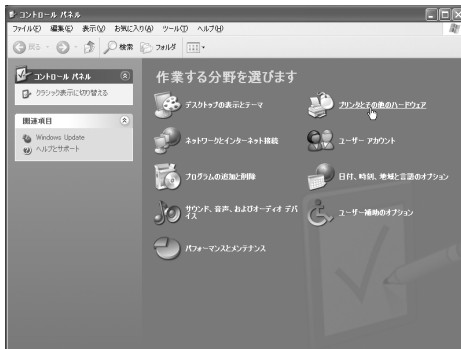 コントロール パネル
ファイル(F) 編集(E) 表示(V) お気に入り(A) ツール(T) ヘルプ(H)
戻る 検索 フォルダ
コントロール パネル
クラシック表示に切り替える
関連項目
Windows Update
ヘルプとサポート
作業する分野を選びます
デスクトップの表示とテーマ
プリンタとその他のハードウェア
ネットワークとインターネット接続
ユーザー アカウント
プログラムの追加と削除
日付、時刻、地域と言語のオプション
サウンド、音声、およびオーディオ デバ
イス
ユーザー補助のオプション
パフォーマンスとメンテナンス